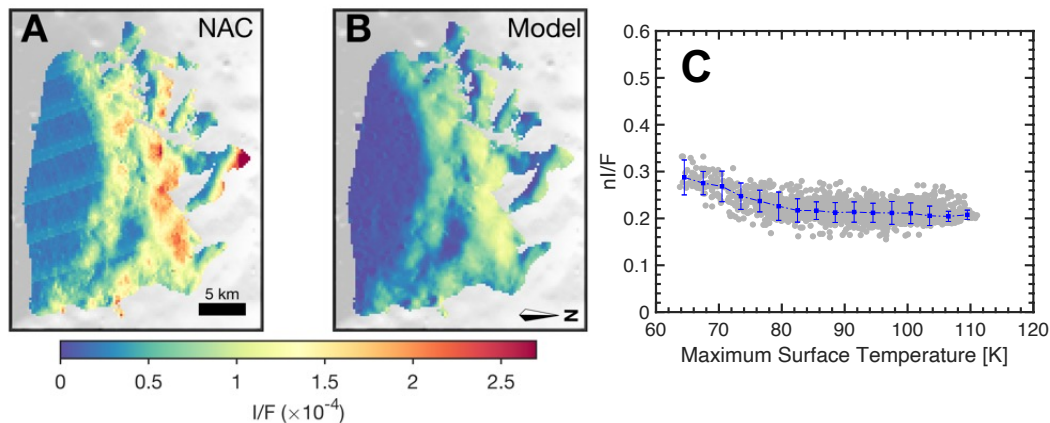 A
NAC
5 km
B
Model
N
0
0.5
1
1.5
2
2.5
I/F (×10⁻⁴)
C
nI/F
0.6
0.5
0.4
0.3
0.2
0.1
0
60
70
80
90
100
110
120
Maximum Surface Temperature [K]